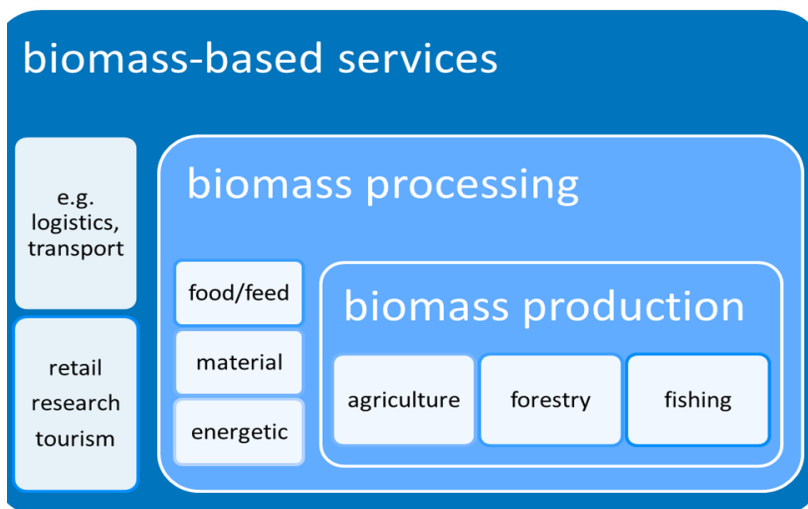 biomass-based services
e.g.
logistics,
transport
retail
research
tourism
biomass processing
food/feed
material
energetic
biomass production
agriculture
forestry
fishing